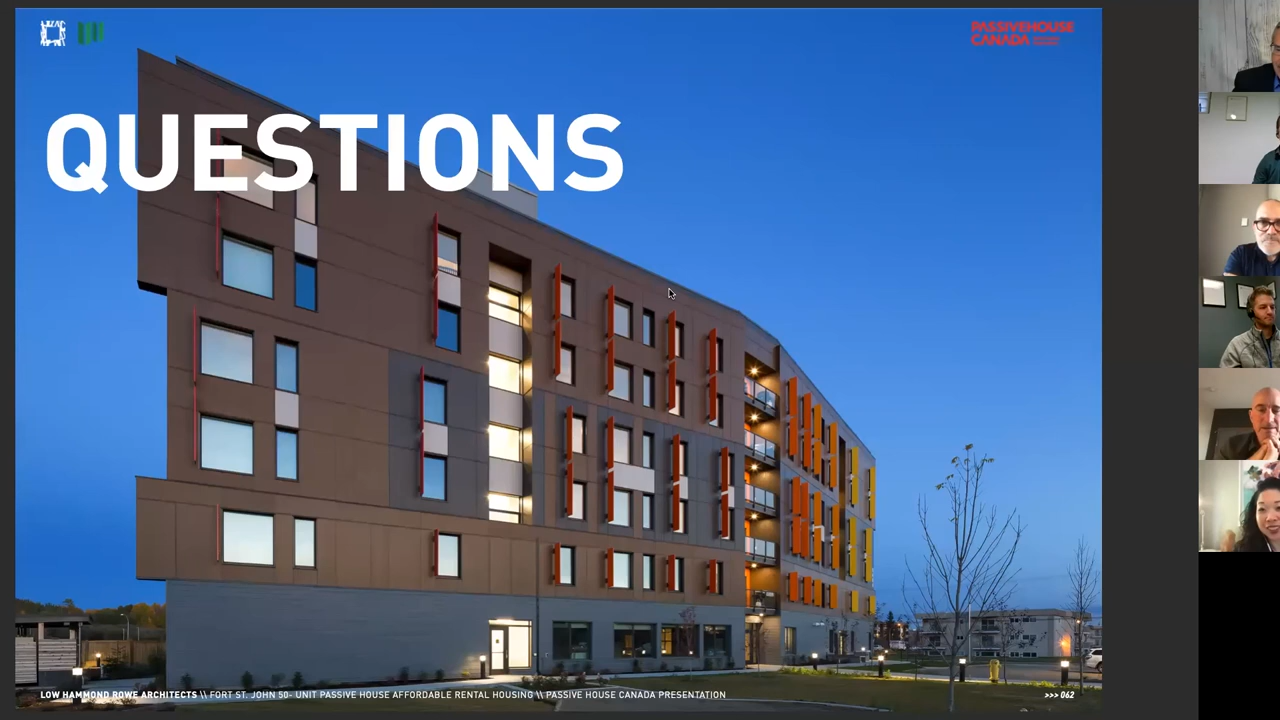 PASSIVEHOUSE
CANADA
QUESTIONS
LOW HAMMOND ROWE ARCHITECTS \\ FORT ST. JOHN 50- UNIT PASSIVE HOUSE AFFORDABLE RENTAL HOUSING \\ PASSIVE HOUSE CANADA PRESENTATION
>>> 062